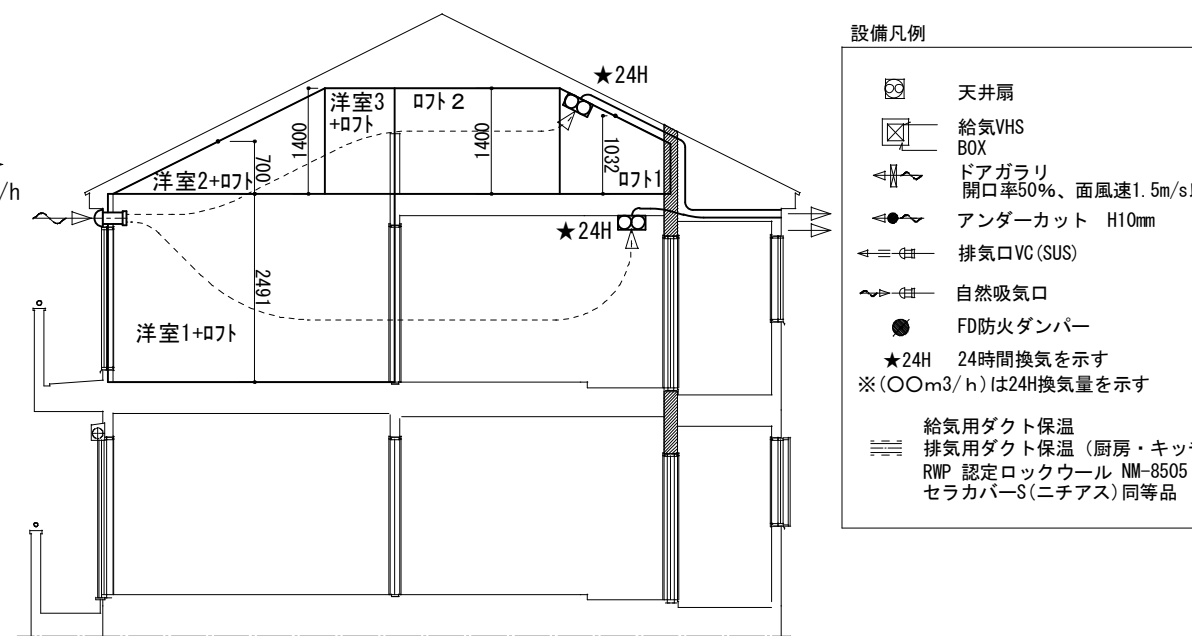 ★24H
洋室3
+ﾛﾌﾄ
ﾛﾌﾄ２
1400
1400
700
1032
洋室2+ﾛﾌﾄ
ﾛﾌﾄ1
/h
★24H
2491
洋室1+ﾛﾌﾄ
設備凡例
天井扇
給気VHS
BOX
ドアガラリ
開口率50%、面風速1.5m/s
アンダーカット H10mm
排気口VC(SUS)
自然吸気口
FD防火ダンパー
★24H 24時間換気を示す
※(〇〇ｍ3/ｈ)は24H換気量を示す
給気用ダクト保温
排気用ダクト保温（厨房・キッチ
RWP 認定ロックウール NM-8505
セラカバーS(ニチアス)同等品